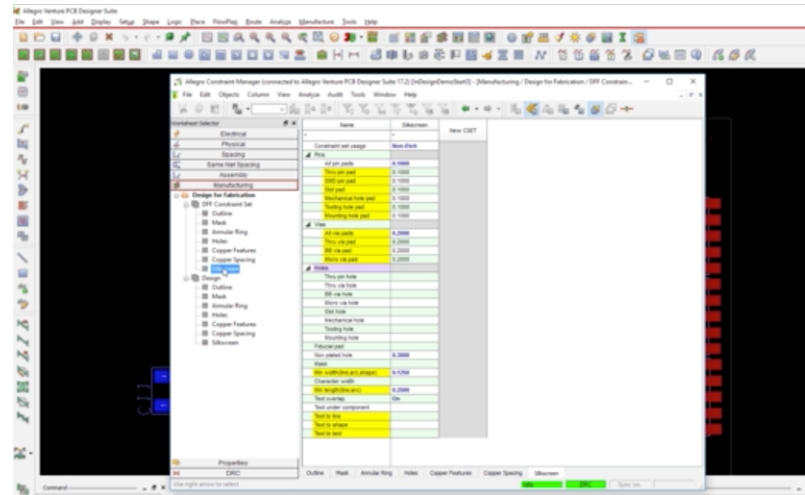 Allegro Venture PCB Designer Suite
File Edit View Add Display Setup Shape Logic Place FlowPlan Route Analyze Manufacture Tools Help
Allegro Constraint Manager (connected to Allegro Venture PCB Designer Suite 17.2) (InDesignDemoStart0) - [Manufacturing / Design for Fabrication / DFF Constrain...
File Edit Objects Column View Analyze Audit Tools Window Help
Worksheet Selector
Electrical
Physical
Spacing
Same Net Spacing
Assembly
Manufacturing
Design for Fabrication
DFF Constraint Set
Outline
Mask
Annular Ring
Holes
Copper Features
Copper Spacing
Silkscreen
Design
Outline
Mask
Annular Ring
Holes
Copper Features
Copper Spacing
Silkscreen
Properties
DRC
Name Silkscreen New CSET
Constraint set usage Non-Etch
Pins
All pin pads 0.1000
Thru pin pad 0.1000
SMD pin pad 0.1000
Slot pad 0.1000
Mechanical hole pad 0.1000
Tooling hole pad 0.1000
Mounting hole pad 0.1000
Vias
All via pads 0.2000
Thru via pad 0.2000
BB via pad 0.2000
Micro via pad 0.2000
Holes
Thru pin hole
Thru via hole
BB via hole
Micro via hole
Slot hole
Mechanical hole
Tooling hole
Mounting hole
Fiducial pad
Non plated hole 0.3000
Mask
Min width(line,arc,shape) 0.1250
Character width
Min length(line,arc) 0.2500
Text overlap On
Text under component
Text to line
Text to shape
Text to text
Outline Mask Annular Ring Holes Copper Features Copper Spacing Silkscreen
Use right arrow to select
Idle DRC Sync on
Command